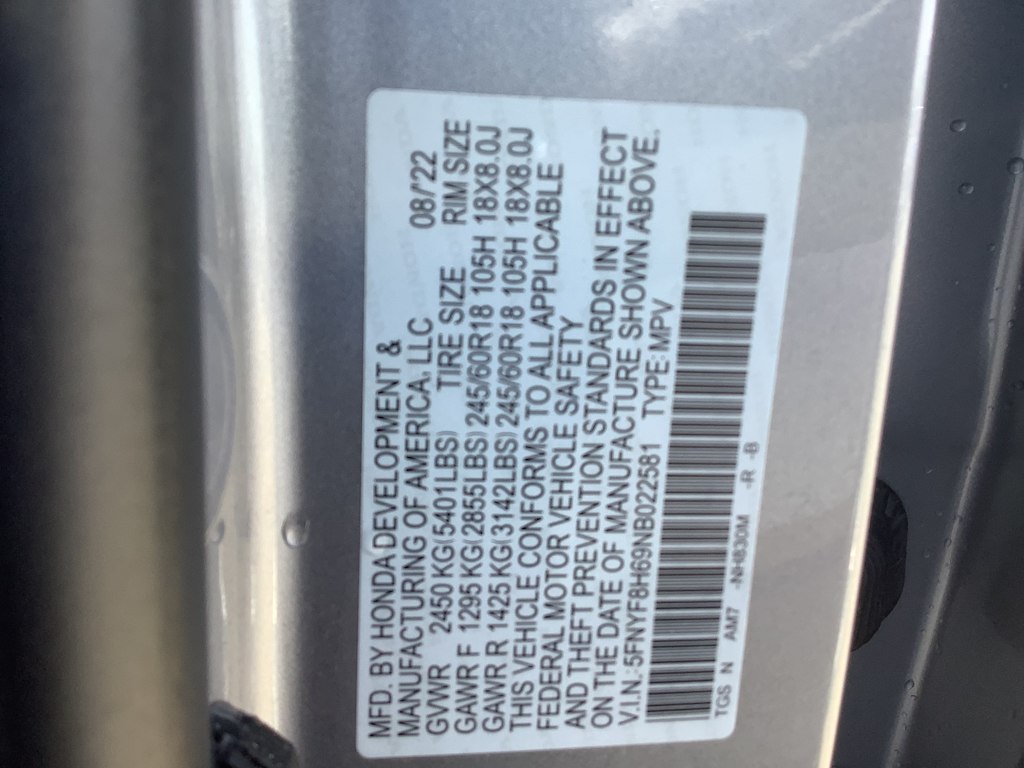 MFD. BY HONDA DEVELOPMENT &
MANUFACTURING OF AMERICA, LLC 08/'22
GVWR 2450 KG(5401LBS) TIRE SIZE RIM SIZE
GAWR F 1295 KG(2855LBS) 245/60R18 105H 18X8.0J
GAWR R 1425 KG(3142LBS) 245/60R18 105H 18X8.0J
THIS VEHICLE CONFORMS TO ALL APPLICABLE
FEDERAL MOTOR VEHICLE SAFETY
AND THEFT PREVENTION STANDARDS IN EFFECT
ON THE DATE OF MANUFACTURE SHOWN ABOVE.
V.I.N.: 5FNYF8H69NB022581 TYPE: MPV
TGS N AM7 -NH830M -R -B